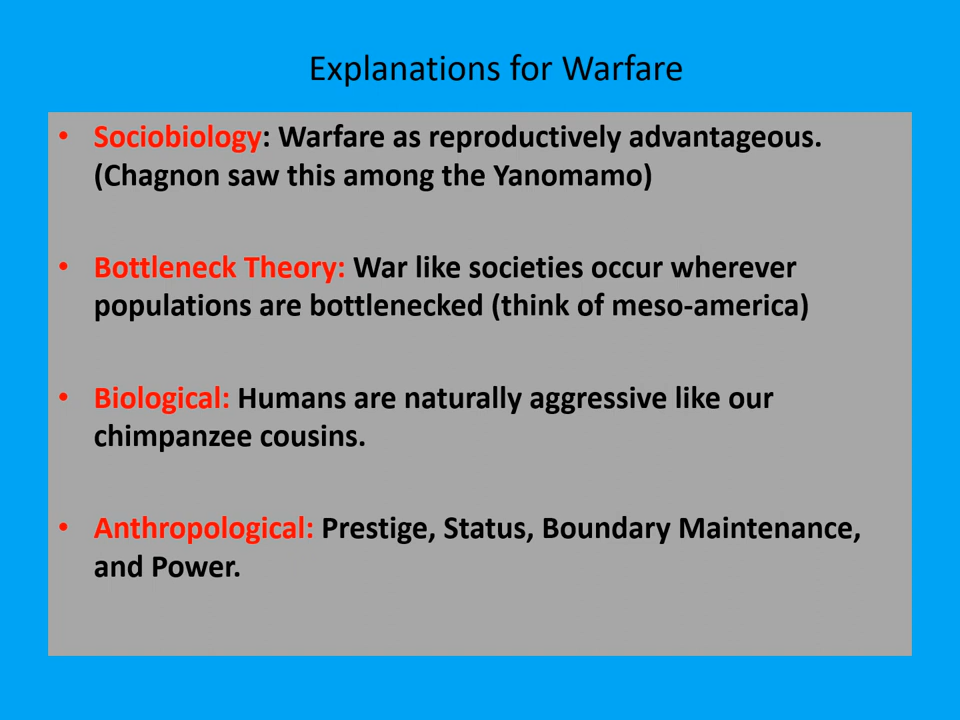 Explanations for Warfare
• Sociobiology: Warfare as reproductively advantageous.
(Chagnon saw this among the Yanomamo)
• Bottleneck Theory: War like societies occur wherever
populations are bottlenecked (think of meso-america)
• Biological: Humans are naturally aggressive like our
chimpanzee cousins.
• Anthropological: Prestige, Status, Boundary Maintenance,
and Power.